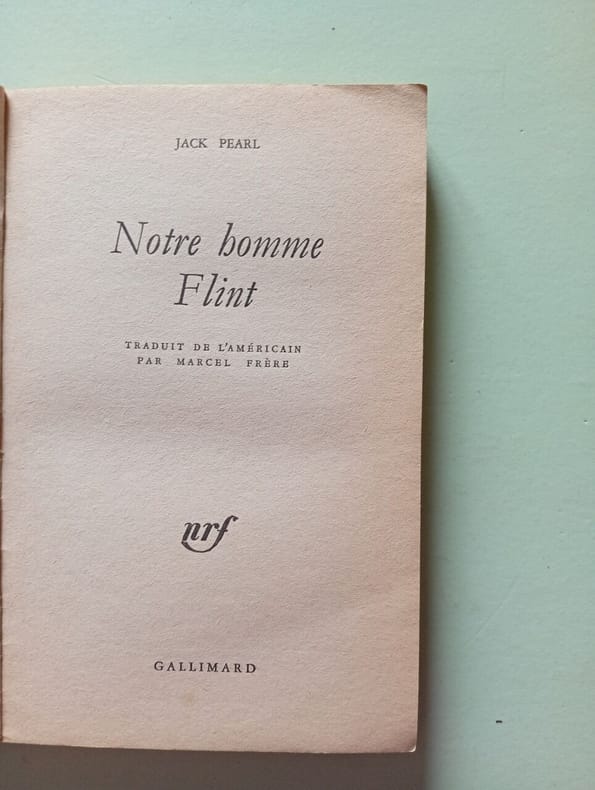 JACK PEARL
Notre homme
Flint
TRADUIT DE L'AMÉRICAIN
PAR MARCEL FRÈRE
nrf
GALLIMARD